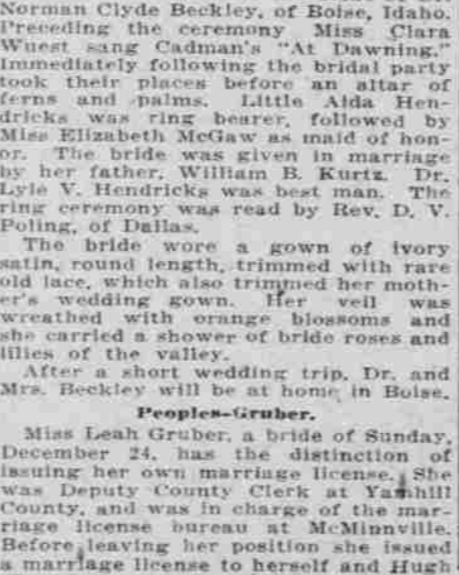 Norman Clyde Beckley, of Boise, Idaho.
Preceding the ceremony Miss Clara
Wuest sang Cadman's "At Dawning."
Immediately following the bridal party
took their places before an altar of
ferns and palms. Little Alda Hen-
dricks was ring bearer, followed by
Miss Elizabeth McGaw as maid of hon-
or. The bride was given in marriage
by her father, William B. Kurtz. Dr.
Lyle V. Hendricks was best man. The
ring ceremony was read by Rev. D. V.
Poling, of Dallas.
The bride wore a gown of ivory
satin, round length, trimmed with rare
old lace, which also trimmed her moth-
er's wedding gown. Her veil was
wreathed with orange blossoms and
she carried a shower of bride roses and
lilies of the valley.
After a short wedding trip, Dr. and
Mrs. Beckley will be at home in Boise.
Peoples-Gruber.
Miss Leah Gruber, a bride of Sunday,
December 24, has the distinction of
issuing her own marriage license. She
was Deputy County Clerk at Yamhill
County, and was in charge of the mar-
riage license bureau at McMinnville.
Before leaving her position she issued
a marriage license to herself and Hugh